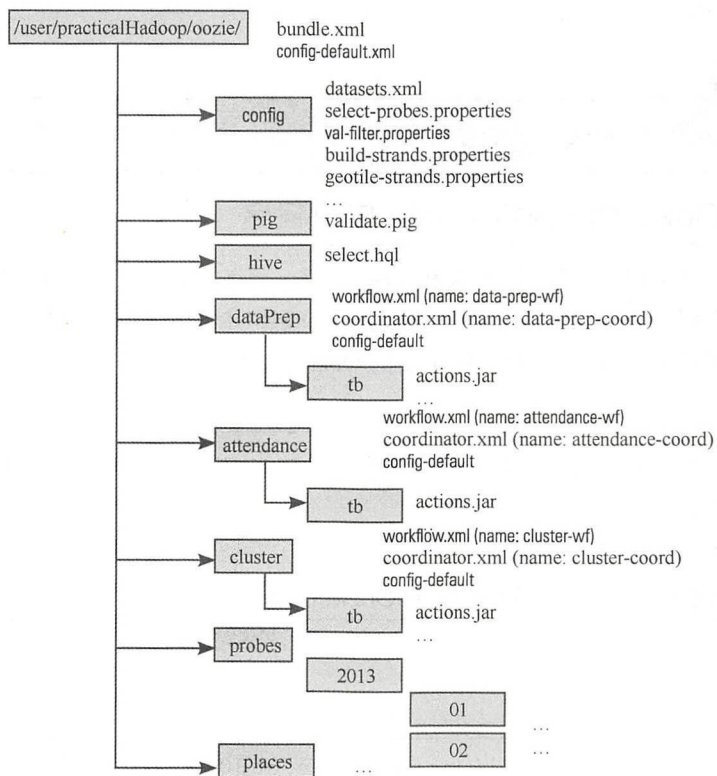 /user/practicalHadoop/oozie/
bundle.xml
config-default.xml
config
datasets.xml
select-probes.properties
val-filter.properties
build-strands.properties
geotile-strands.properties
...
pig
validate.pig
hive
select.hql
dataPrep
workflow.xml (name: data-prep-wf)
coordinator.xml (name: data-prep-coord)
config-default
tb
actions.jar
...
attendance
workflow.xml (name: attendance-wf)
coordinator.xml (name: attendance-coord)
config-default
tb
actions.jar
cluster
workflow.xml (name: cluster-wf)
coordinator.xml (name: cluster-coord)
config-default
tb
actions.jar
...
probes
2013
01
...
02
...
places
...